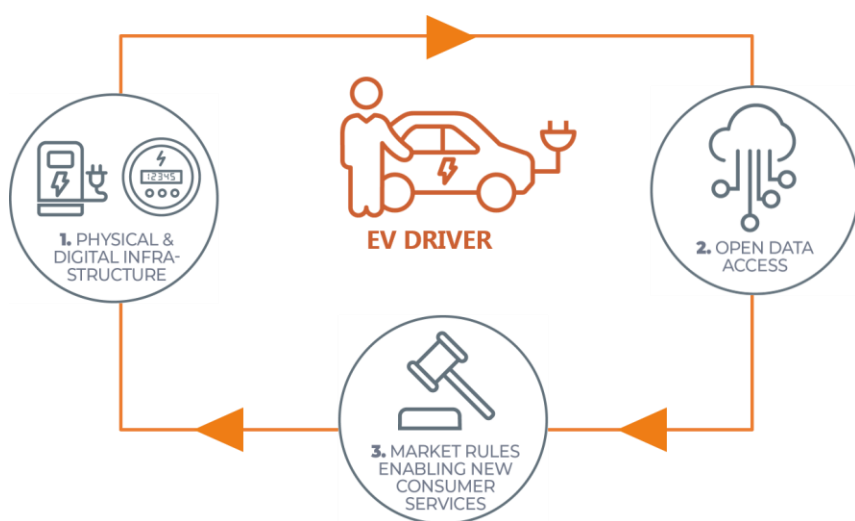 EV DRIVER
12345
1. PHYSICAL &
DIGITAL INFRA-
STRUCTURE
2. OPEN DATA
ACCESS
3. MARKET RULES
ENABLING NEW
CONSUMER
SERVICES